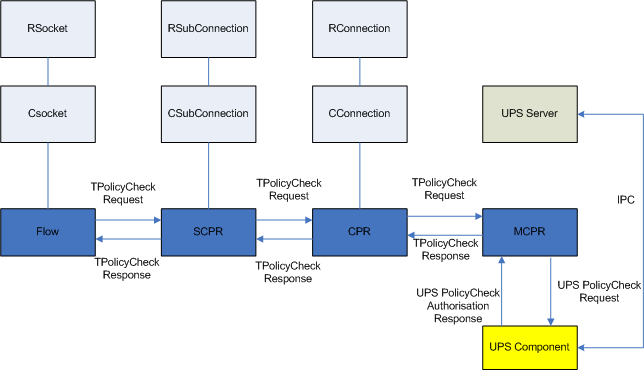 RSocket
RSubConnection
RConnection
Csocket
CSubConnection
CConnection
UPS Server
TPolicyCheck
Request
TPolicyCheck
Request
TPolicyCheck
Request
IPC
Flow
SCPR
CPR
MCPR
TPolicyCheck
Response
TPolicyCheck
Response
TPolicyCheck
Response
UPS PolicyCheck
Authorisation
Response
UPS PolicyCheck
Request
UPS Component